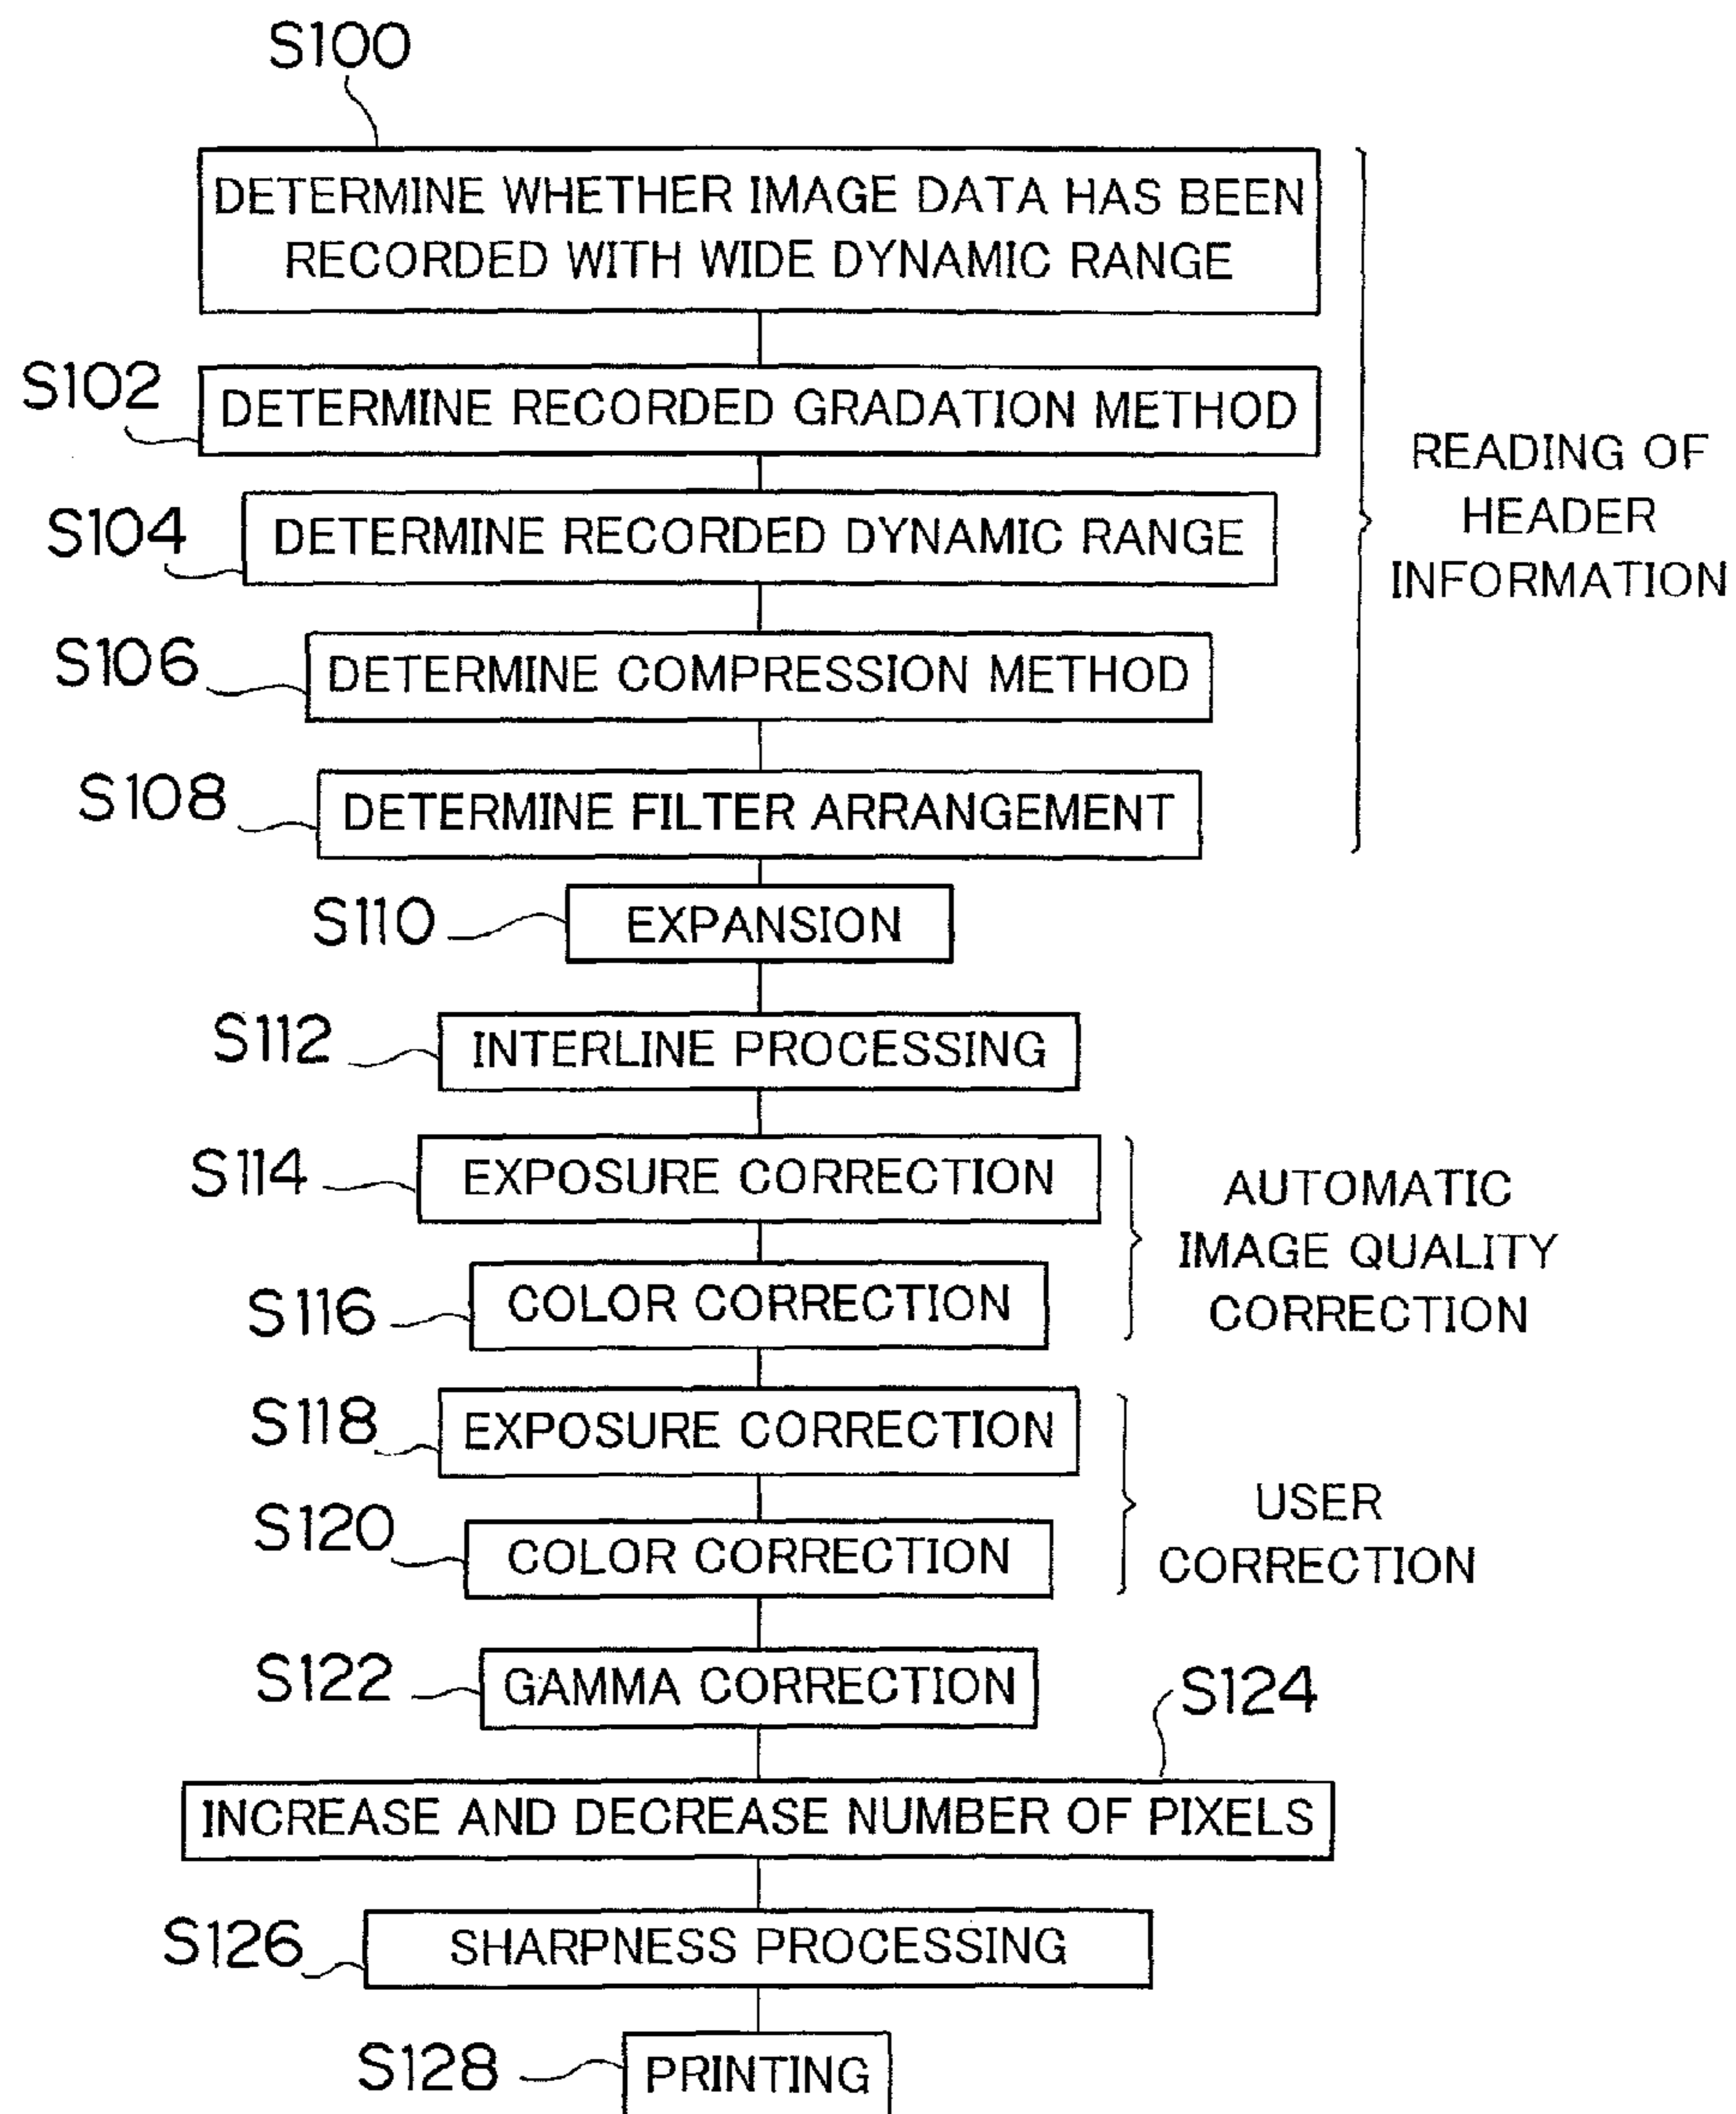 S100
DETERMINE WHETHER IMAGE DATA HAS BEEN
RECORDED WITH WIDE DYNAMIC RANGE
S102
DETERMINE RECORDED GRADATION METHOD
S104
DETERMINE RECORDED DYNAMIC RANGE
S106
DETERMINE COMPRESSION METHOD
S108
DETERMINE FILTER ARRANGEMENT
READING OF
HEADER
INFORMATION
S110
EXPANSION
S112
INTERLINE PROCESSING
S114
EXPOSURE CORRECTION
S116
COLOR CORRECTION
AUTOMATIC
IMAGE QUALITY
CORRECTION
S118
EXPOSURE CORRECTION
S120
COLOR CORRECTION
USER
CORRECTION
S122
GAMMA CORRECTION
S124
INCREASE AND DECREASE NUMBER OF PIXELS
S126
SHARPNESS PROCESSING
S128
PRINTING